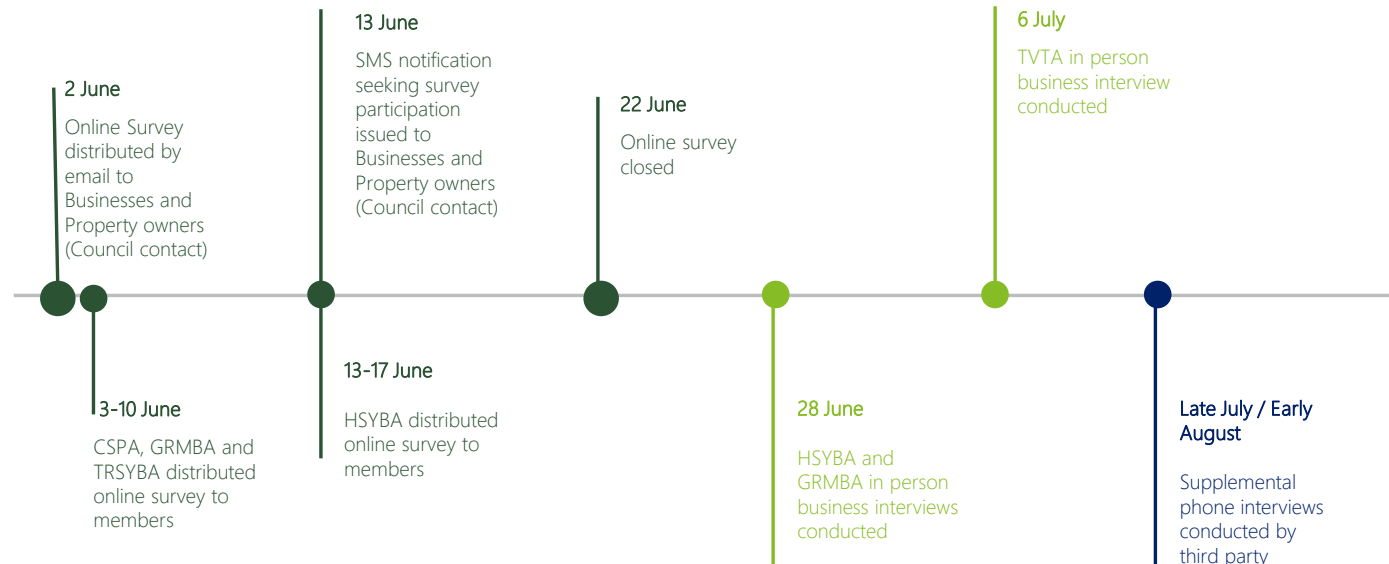 2 June
Online Survey
distributed by
email to
Businesses and
Property owners
(Council contact)
3-10 June
CSPA, GRMBA and
TRSYBA distributed
online survey to
members
13 June
SMS notification
seeking survey
participation
issued to
Businesses and
Property owners
(Council contact)
13-17 June
HSYBA distributed
online survey to
members
22 June
Online survey
closed
28 June
HSYBA and
GRMBA in person
business interviews
conducted
6 July
TVTA in person
business interview
conducted
Late July / Early
August
Supplemental
phone interviews
conducted by
third party